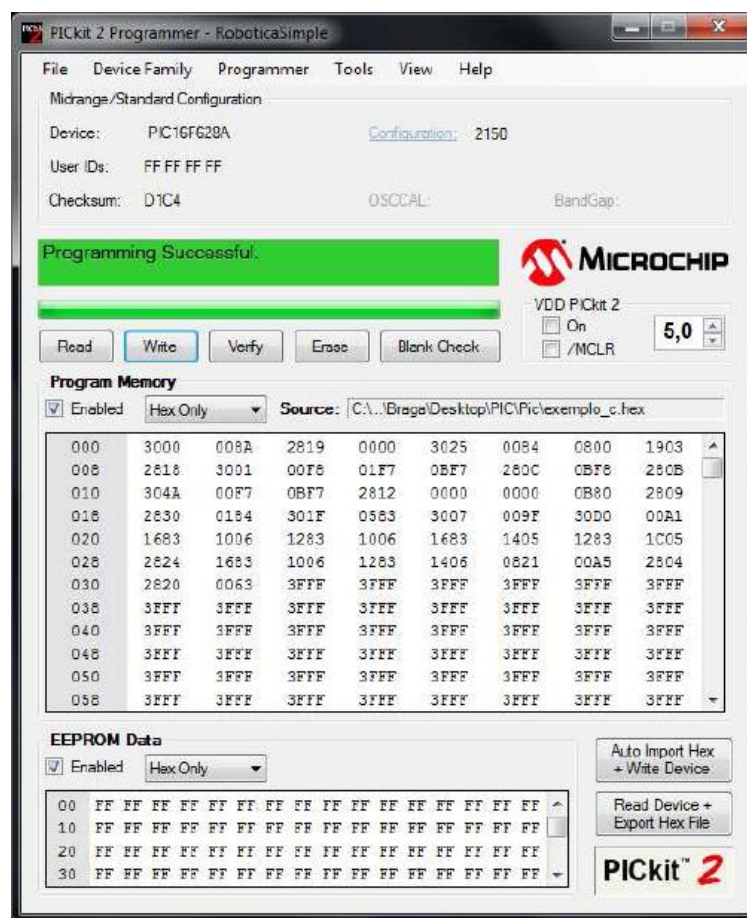 PICkit 2 Programmer - RoboticaSimple
File Device Family Programmer Tools View Help
Midrange/Standard Configuration
Device: PIC16F628A Configuration: 2150
User IDs: FF FF FF FF
Checksum: D1C4 OSCCAL: BandGap:
Programming Successful.
MICROCHIP
VDD PICkit 2
On
/MCLR
5,0
Read Write Verify Erase Blank Check
Program Memory
Enabled Hex Only Source: C:\...\Braga\Desktop\PIC\Pic\exemplo_c.hex
000 3000 008A 2819 0000 3025 0084 0800 1903
008 2818 3001 00F8 01F7 0BF7 280C 0BF8 280B
010 304A 00F7 0BF7 2812 0000 0000 0B80 2809
018 2830 0184 301F 0583 3007 009F 30D0 00A1
020 1683 1006 1283 1006 1683 1405 1283 1C05
028 2824 1683 1006 1283 1406 0821 00A5 2804
030 2820 0063 3FFF 3FFF 3FFF 3FFF 3FFF 3FFF
038 3FFF 3FFF 3FFF 3FFF 3FFF 3FFF 3FFF 3FFF
040 3FFF 3FFF 3FFF 3FFF 3FFF 3FFF 3FFF 3FFF
048 3FFF 3FFF 3FFF 3FFF 3FFF 3FFF 3FFF 3FFF
050 3FFF 3FFF 3FFF 3FFF 3FFF 3FFF 3FFF 3FFF
058 3FFF 3FFF 3FFF 3FFF 3FFF 3FFF 3FFF 3FFF
EEPROM Data
Enabled Hex Only
00 FF FF FF FF FF FF FF FF FF FF FF FF FF FF FF FF
10 FF FF FF FF FF FF FF FF FF FF FF FF FF FF FF FF
20 FF FF FF FF FF FF FF FF FF FF FF FF FF FF FF FF
30 FF FF FF FF FF FF FF FF FF FF FF FF FF FF FF FF
Auto Import Hex
+ Write Device
Read Device +
Export Hex File
PICkit™ 2